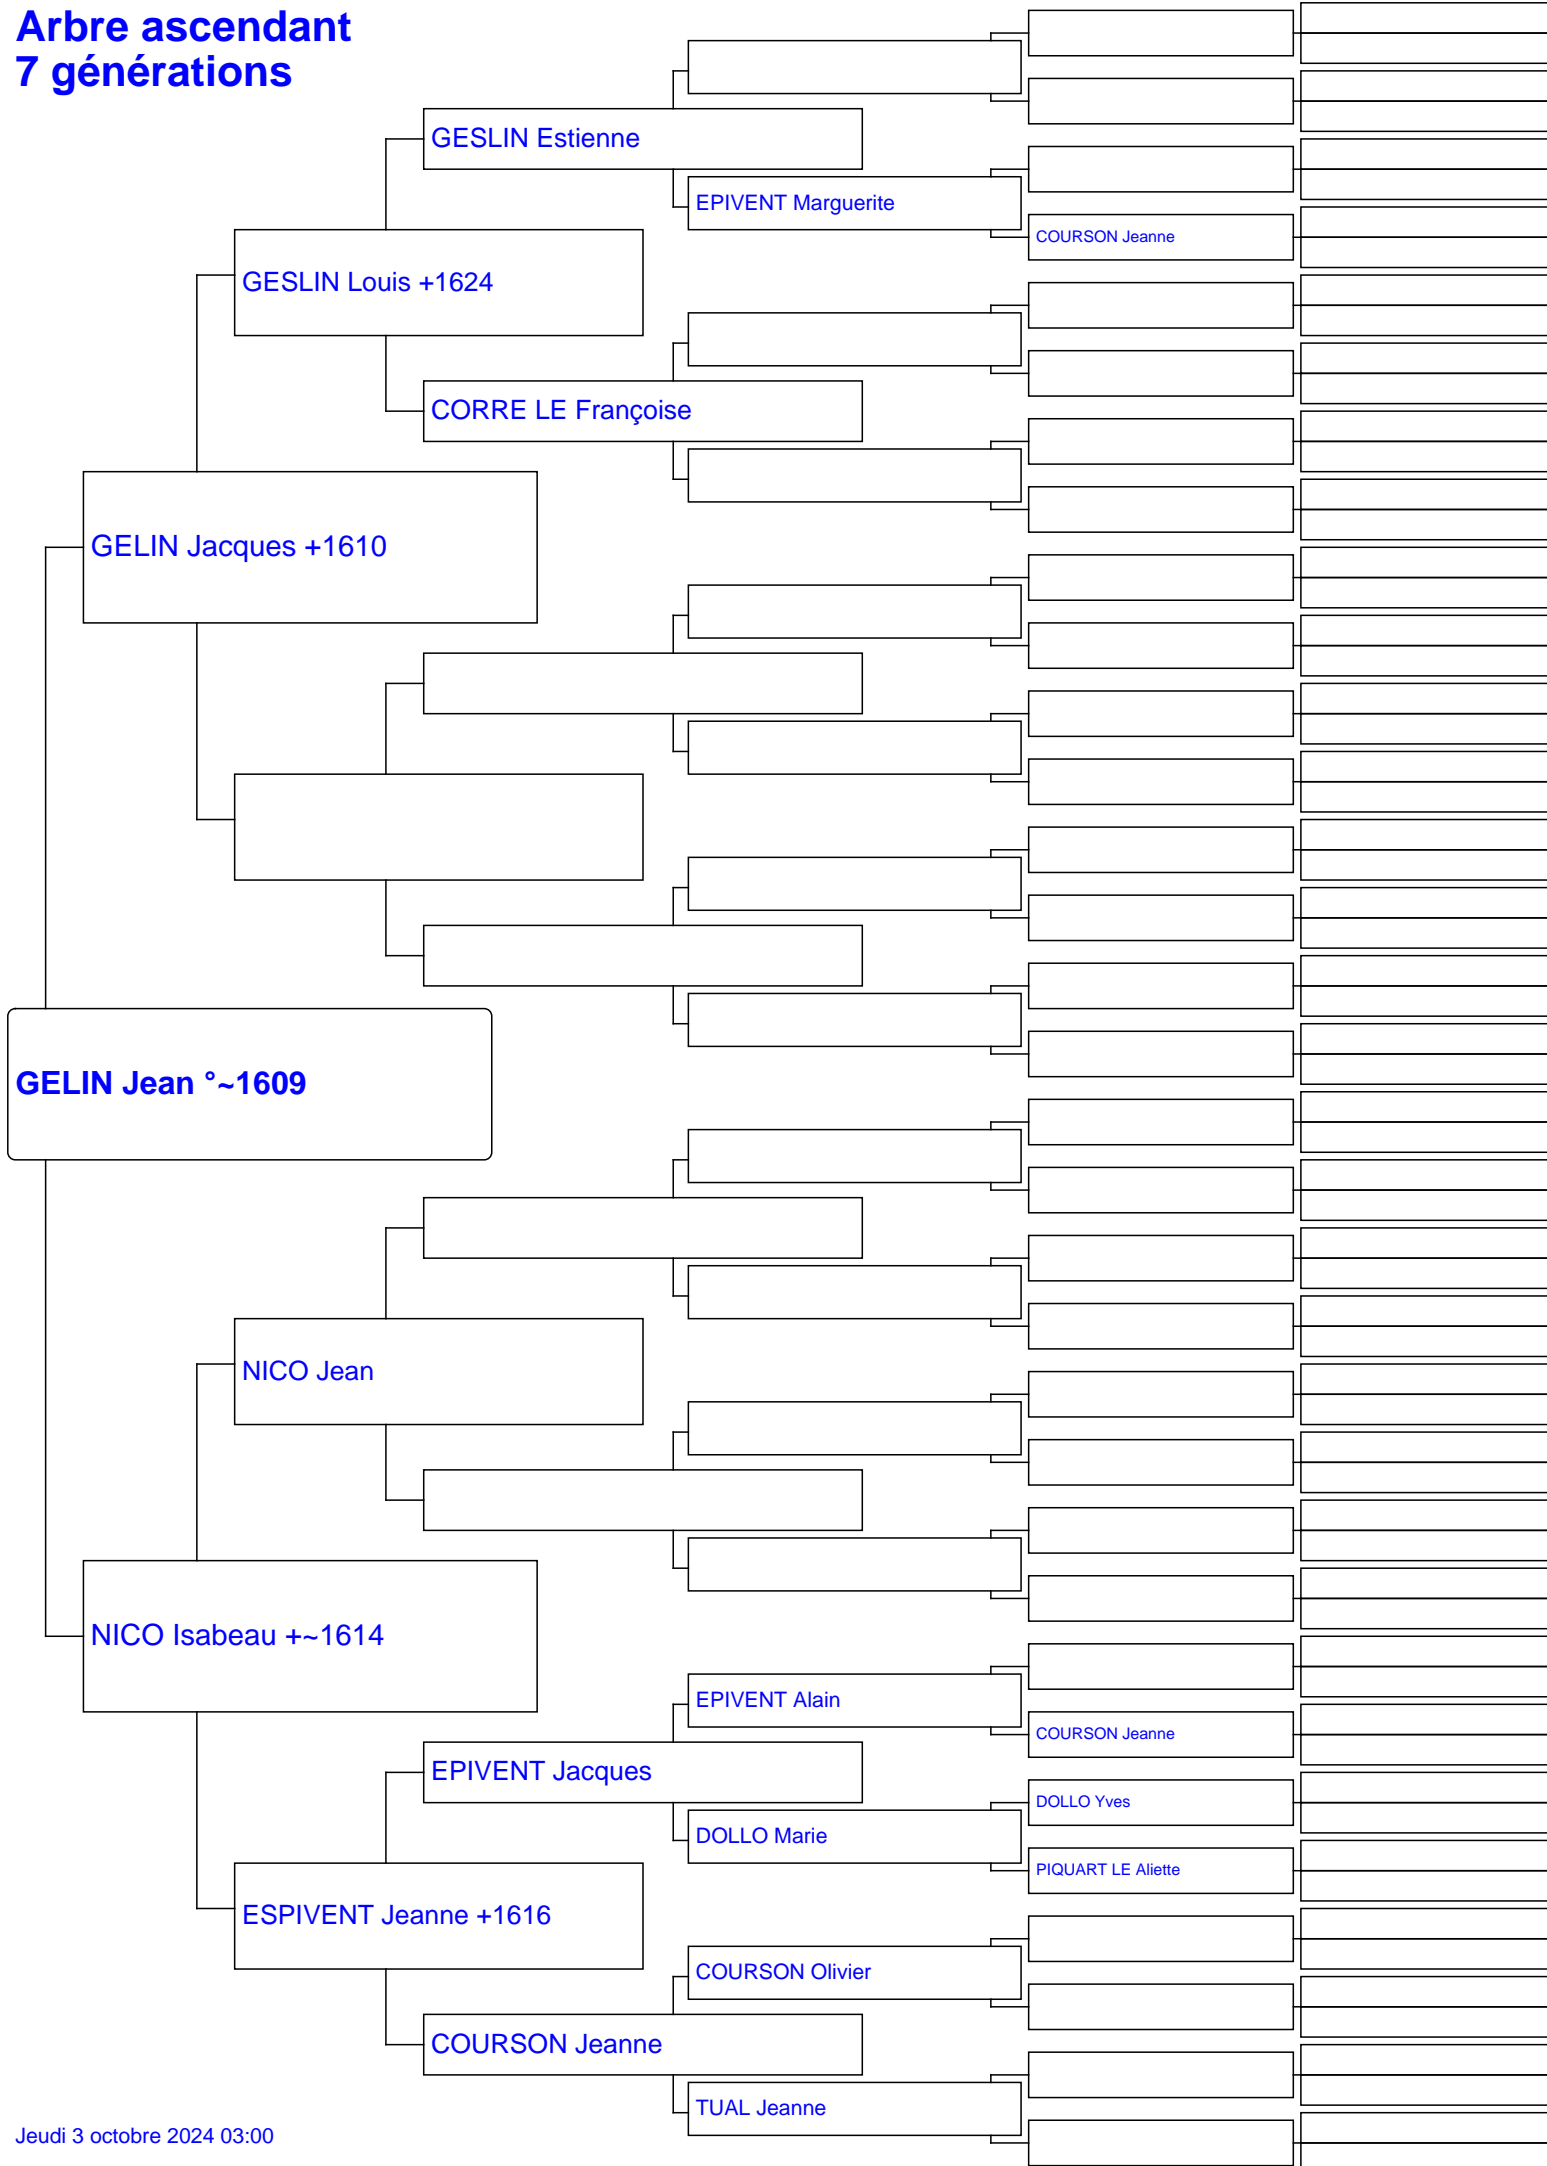 Arbre ascendant
7 générations
GESLIN Estienne
EPIVENT Marguerite
COURSON Jeanne
GESLIN Louis +1624
CORRE LE Françoise
GELIN Jacques +1610
GELIN Jean °~1609
NICO Jean
NICO Isabeau +~1614
EPIVENT Alain
COURSON Jeanne
EPIVENT Jacques
DOLLO Yves
DOLLO Marie
PIQUART LE Aliette
ESPIVENT Jeanne +1616
COURSON Olivier
COURSON Jeanne
TUAL Jeanne
Jeudi 3 octobre 2024 03:00